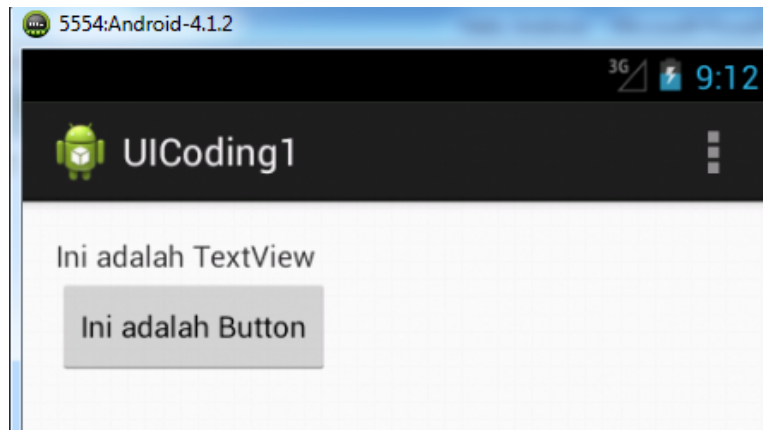 5554:Android-4.1.2
3G 9:12
UICoding1
Ini adalah TextView
Ini adalah Button